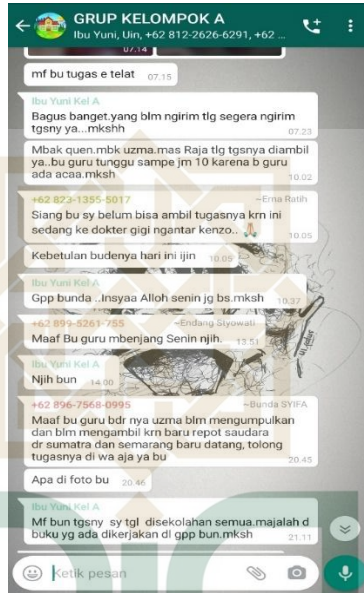 GRUP KELOMPOK A
Ibu Yuni, Uin, +62 812-2626-6291, +62 ...
07.14
mf bu tugas e telat 07.15
Ibu Yuni Kel A
Bagus banget.yang blm ngirim tlg segera ngirim
tgsny ya...mkshh
07.23
Mbak quen.mbk uzma.mas Raja tlg tgsnya diambil
ya..bu guru tunggu sampe jm 10 karena b guru
ada acaa.mksh
10.02
+62 823-1355-5017 ~Erna Ratih
Siang bu sy belum bisa ambil tugasnya krn ini
sedang ke dokter gigi ngantar kenzo.. 🙏
10.05
Kebetulan budenya hari ini ijin 10.05
Ibu Yuni Kel A
Gpp bunda ..Insyaa Alloh senin jg bs.mksh 10.37
+62 899-5261-755 ~Endang Styowati
Maaf Bu guru mbenjang Senin njih. 13.51
Ibu Yuni Kel A
Njih bun 14.00
+62 896-7568-0995 ~Bunda SYIFA
Maaf bu guru bdr nya uzma blm mengumpulkan
dan blm mengambil krn baru repot saudara
dr sumatra dan semarang baru datang, tolong
tugasnya di wa aja ya bu
20.45
Apa di foto bu 20.46
Ibu Yuni Kel A
Mf bun tgsny sy tgl disekolahan semua.majalah d
buku yg ada dikerjakan dl gpp bun.mksh
21.11
Ketik pesan